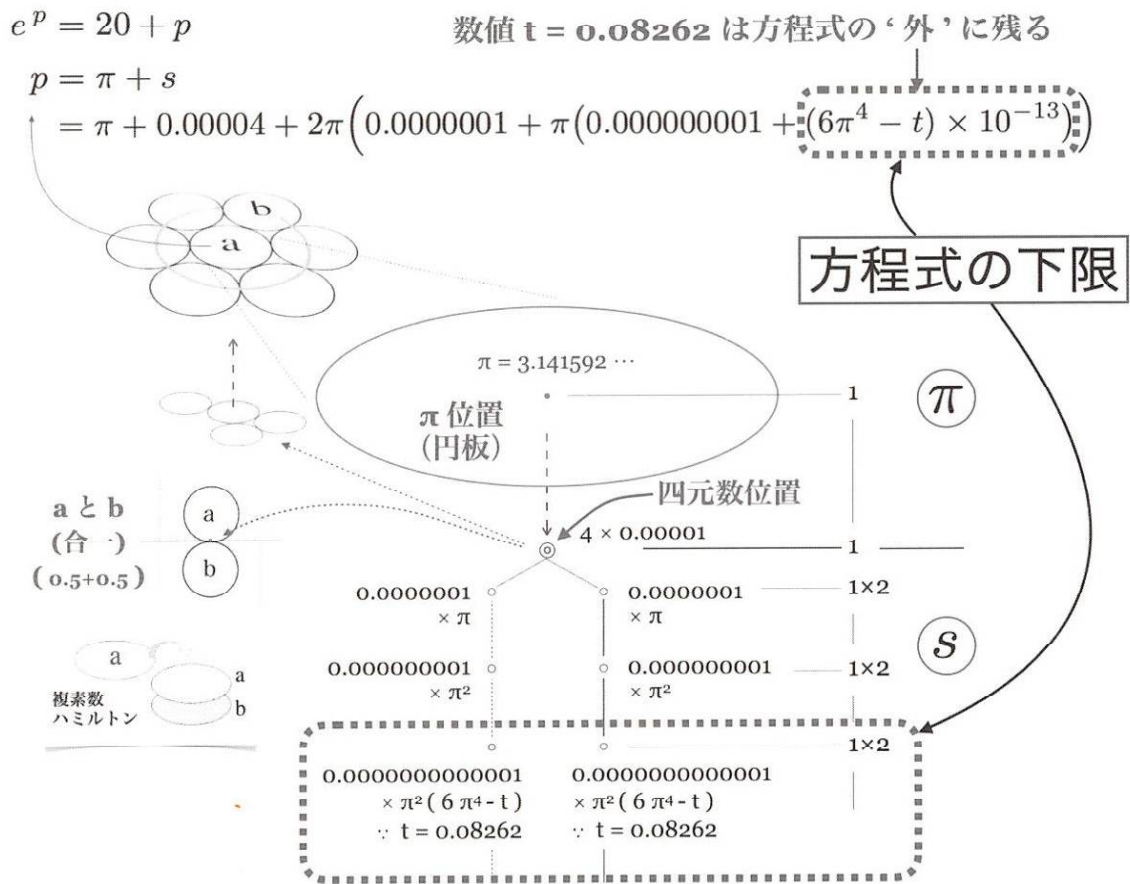 e^p = 20 + p
数値 t = 0.08262 は方程式の ‘ 外 ’ に残る
p = π + s
= π + 0.00004 + 2π(0.0000001 + π(0.000000001 + (6π^4 − t) × 10^−13))
b
a
方程式の下限
π = 3.141592 ⋯
1
π
π 位置
(円板)
四元数位置
4 × 0.00001
1
a と b
(合一)
(0.5+0.5)
a
b
0.0000001
× π
0.0000001
× π
1×2
s
0.000000001
× π²
0.000000001
× π²
1×2
a
a
b
複素数
ハミルトン
1×2
0.0000000000001
× π² ( 6 π⁴ - t )
∵ t = 0.08262
0.0000000000001
× π² ( 6 π⁴ - t )
∵ t = 0.08262